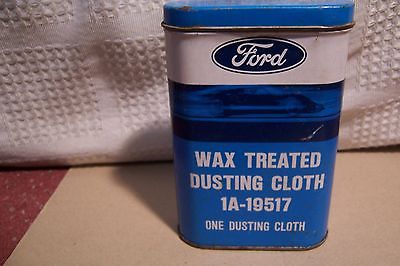 Ford
WAX TREATED
DUSTING CLOTH
1A-19517
ONE DUSTING CLOTH